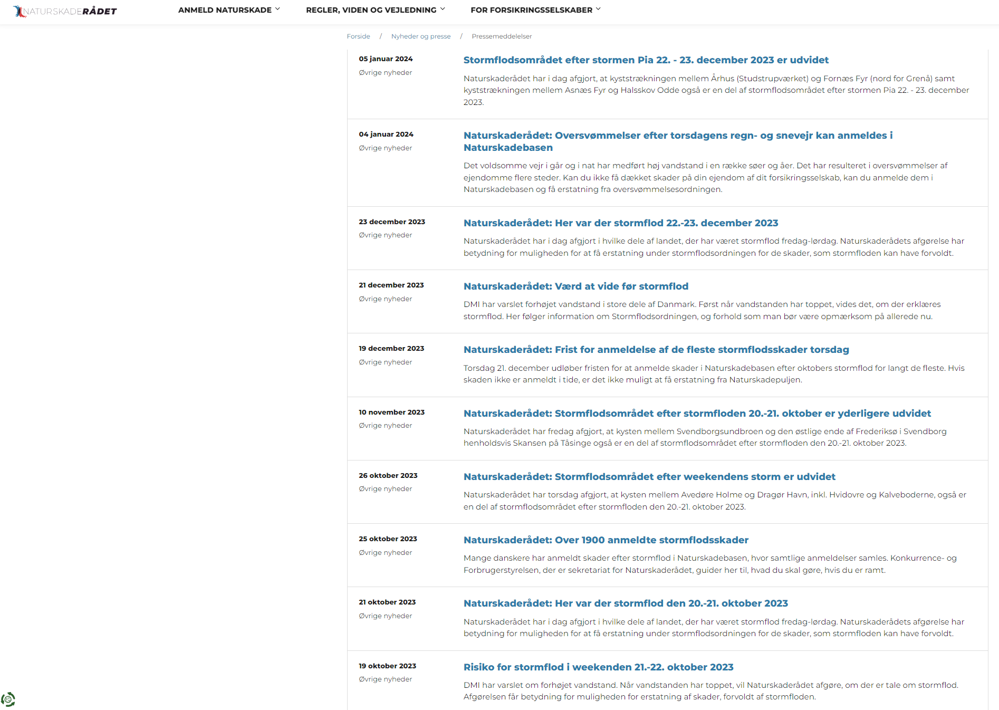 NATURSKADERÅDET
ANMELD NATURSKADE
REGLER, VIDEN OG VEJLEDNING
FOR FORSIKRINGSSELSKABER
Forside / Nyheder og presse / Pressemeddelelser
05 januar 2024
Øvrige nyheder
Stormflodsområdet efter stormen Pia 22. - 23. december 2023 er udvidet
Naturskaderådet har i dag afgjort, at kyststrækningen mellem Århus (Studstrupværket) og Fornæs Fyr (nord for Grenå) samt
kyststrækningen mellem Asnæs Fyr og Halsskov Odde også er en del af stormflodsområdet efter stormen Pia 22. - 23. december
2023.
04 januar 2024
Øvrige nyheder
Naturskaderådet: Oversvømmelser efter torsdagens regn- og snevejr kan anmeldes i
Naturskadebasen
Det voldsomme vejr i går og i nat har medført høj vandstand i en række søer og åer. Det har resulteret i oversvømmelser af
ejendomme flere steder. Kan du ikke få dækket skader på din ejendom af dit forsikringsselskab, kan du anmelde dem i
Naturskadebasen og få erstatning fra oversvømmelsesordningen.
23 december 2023
Øvrige nyheder
Naturskaderådet: Her var der stormflod 22.-23. december 2023
Naturskaderådet har i dag afgjort i hvilke dele af landet, der har været stormflod fredag-lørdag. Naturskaderådets afgørelse har
betydning for muligheden for at få erstatning under stormflodsordningen for de skader, som stormfloden kan have forvoldt.
21 december 2023
Øvrige nyheder
Naturskaderådet: Værd at vide før stormflod
DMI har varslet forhøjet vandstand i store dele af Danmark. Først når vandstanden har toppet, vides det, om der erklæres
stormflod. Her følger information om Stormflodsordningen, og forhold som man bør være opmærksom på allerede nu.
19 december 2023
Øvrige nyheder
Naturskaderådet: Frist for anmeldelse af de fleste stormflodsskader torsdag
Torsdag 21. december udløber fristen for at anmelde skader i Naturskadebasen efter oktobers stormflod for langt de fleste. Hvis
skaden ikke er anmeldt i tide, er det ikke muligt at få erstatning fra Naturskadepuljen.
10 november 2023
Øvrige nyheder
Naturskaderådet: Stormflodsområdet efter stormfloden 20.-21. oktober er yderligere udvidet
Naturskaderådet har fredag afgjort, at kysten mellem Svendborgsundbroen og den østlige ende af Frederiksø i Svendborg
henholdsvis Skansen på Tåsinge også er en del af stormflodsområdet efter stormfloden den 20.-21. oktober 2023.
26 oktober 2023
Øvrige nyheder
Naturskaderådet: Stormflodsområdet efter weekendens storm er udvidet
Naturskaderådet har torsdag afgjort, at kysten mellem Avedøre Holme og Dragør Havn, inkl. Hvidovre og Kalveboderne, også er
en del af stormflodsområdet efter stormfloden den 20.-21. oktober 2023.
25 oktober 2023
Øvrige nyheder
Naturskaderådet: Over 1900 anmeldte stormflodsskader
Mange danskere har anmeldt skader efter stormflod i Naturskadebasen, hvor samtlige anmeldelser samles. Konkurrence- og
Forbrugerstyrelsen, der er sekretariat for Naturskaderådet, guider her til, hvad du skal gøre, hvis du er ramt.
21 oktober 2023
Øvrige nyheder
Naturskaderådet: Her var der stormflod den 20.-21. oktober 2023
Naturskaderådet har i dag afgjort i hvilke dele af landet, der har været stormflod fredag-lørdag. Naturskaderådets afgørelse har
betydning for muligheden for at få erstatning under stormflodsordningen for de skader, som stormfloden kan have forvoldt.
19 oktober 2023
Øvrige nyheder
Risiko for stormflod i weekenden 21.-22. oktober 2023
DMI har varslet om forhøjet vandstand. Når vandstanden har toppet, vil Naturskaderådet afgøre, om der er tale om stormflod.
Afgørelsen får betydning for muligheden for erstatning af skader, forvoldt af stormfloden.